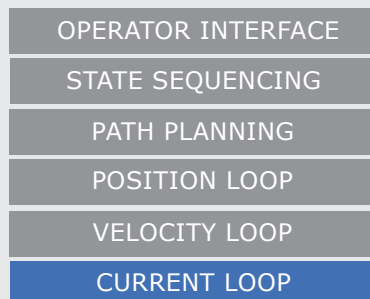 OPERATOR INTERFACE
STATE SEQUENCING
PATH PLANNING
POSITION LOOP
VELOCITY LOOP
CURRENT LOOP